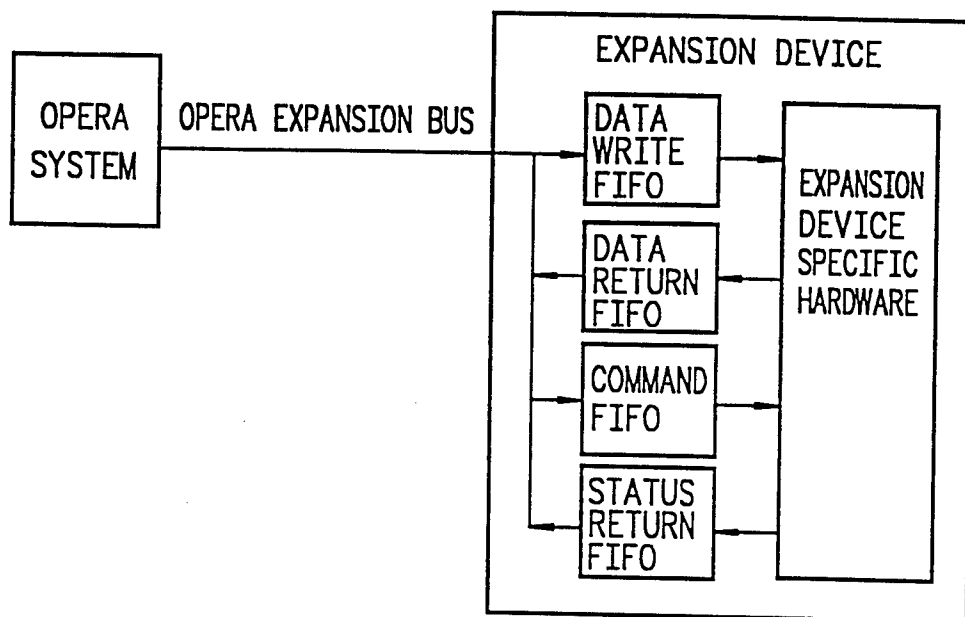 OPERA
SYSTEM
OPERA EXPANSION BUS
EXPANSION DEVICE
DATA
WRITE
FIFO
DATA
RETURN
FIFO
COMMAND
FIFO
STATUS
RETURN
FIFO
EXPANSION
DEVICE
SPECIFIC
HARDWARE